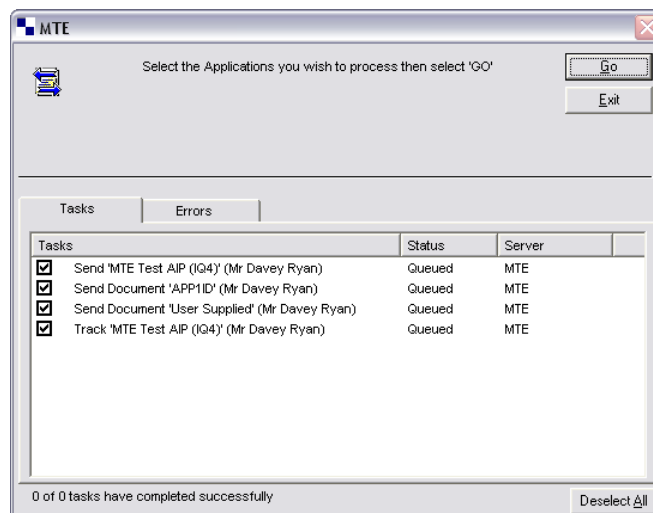 MTE
Select the Applications you wish to process then select 'GO'
Go
Exit
Tasks Errors
Tasks Status Server
Send 'MTE Test AIP (IQ4)' (Mr Davey Ryan) Queued MTE
Send Document 'APP1ID' (Mr Davey Ryan) Queued MTE
Send Document 'User Supplied' (Mr Davey Ryan) Queued MTE
Track 'MTE Test AIP (IQ4)' (Mr Davey Ryan) Queued MTE
0 of 0 tasks have completed successfully
Deselect All